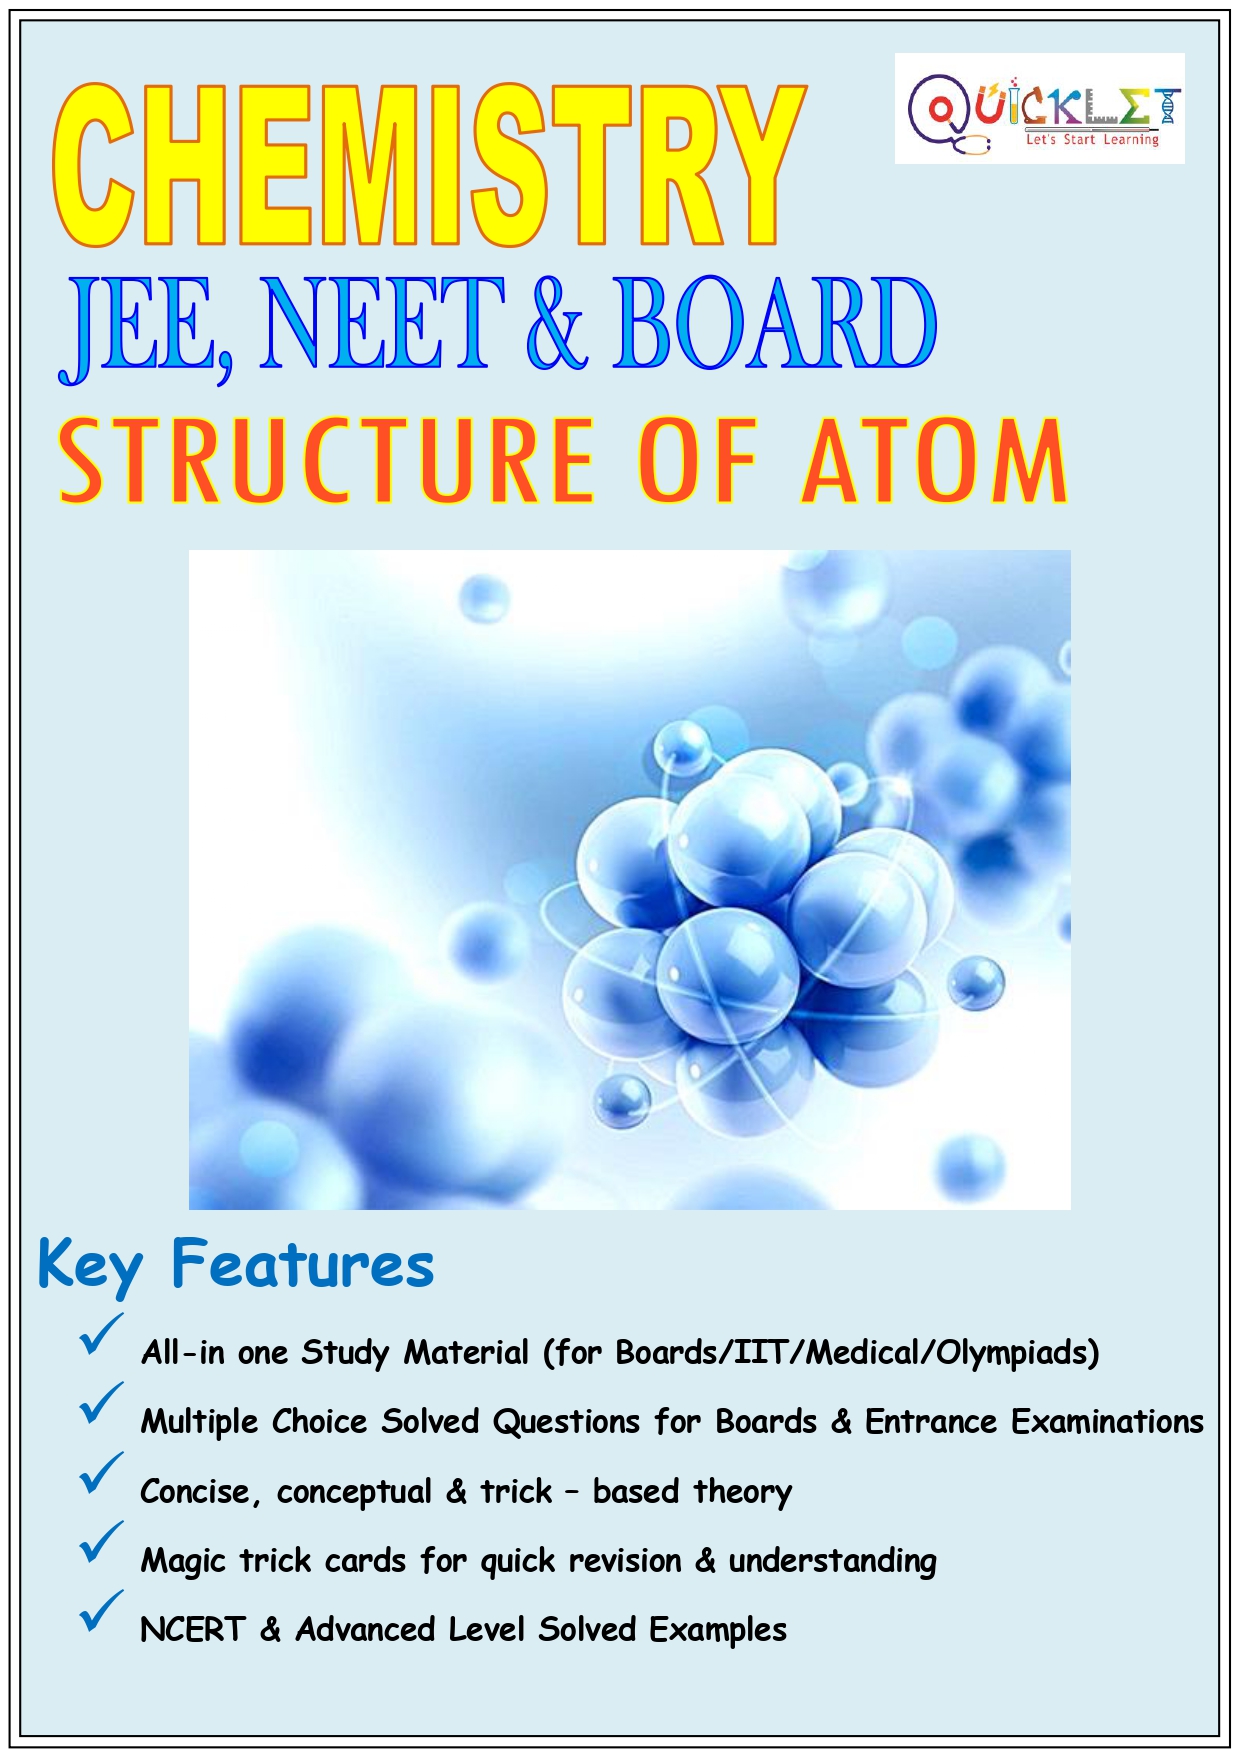 CHEMISTRY
QUICKLET
Let's Start Learning
JEE, NEET & BOARD
STRUCTURE OF ATOM
Key Features
✓ All-in one Study Material (for Boards/IIT/Medical/Olympiads)
✓ Multiple Choice Solved Questions for Boards & Entrance Examinations
✓ Concise, conceptual & trick – based theory
✓ Magic trick cards for quick revision & understanding
✓ NCERT & Advanced Level Solved Examples